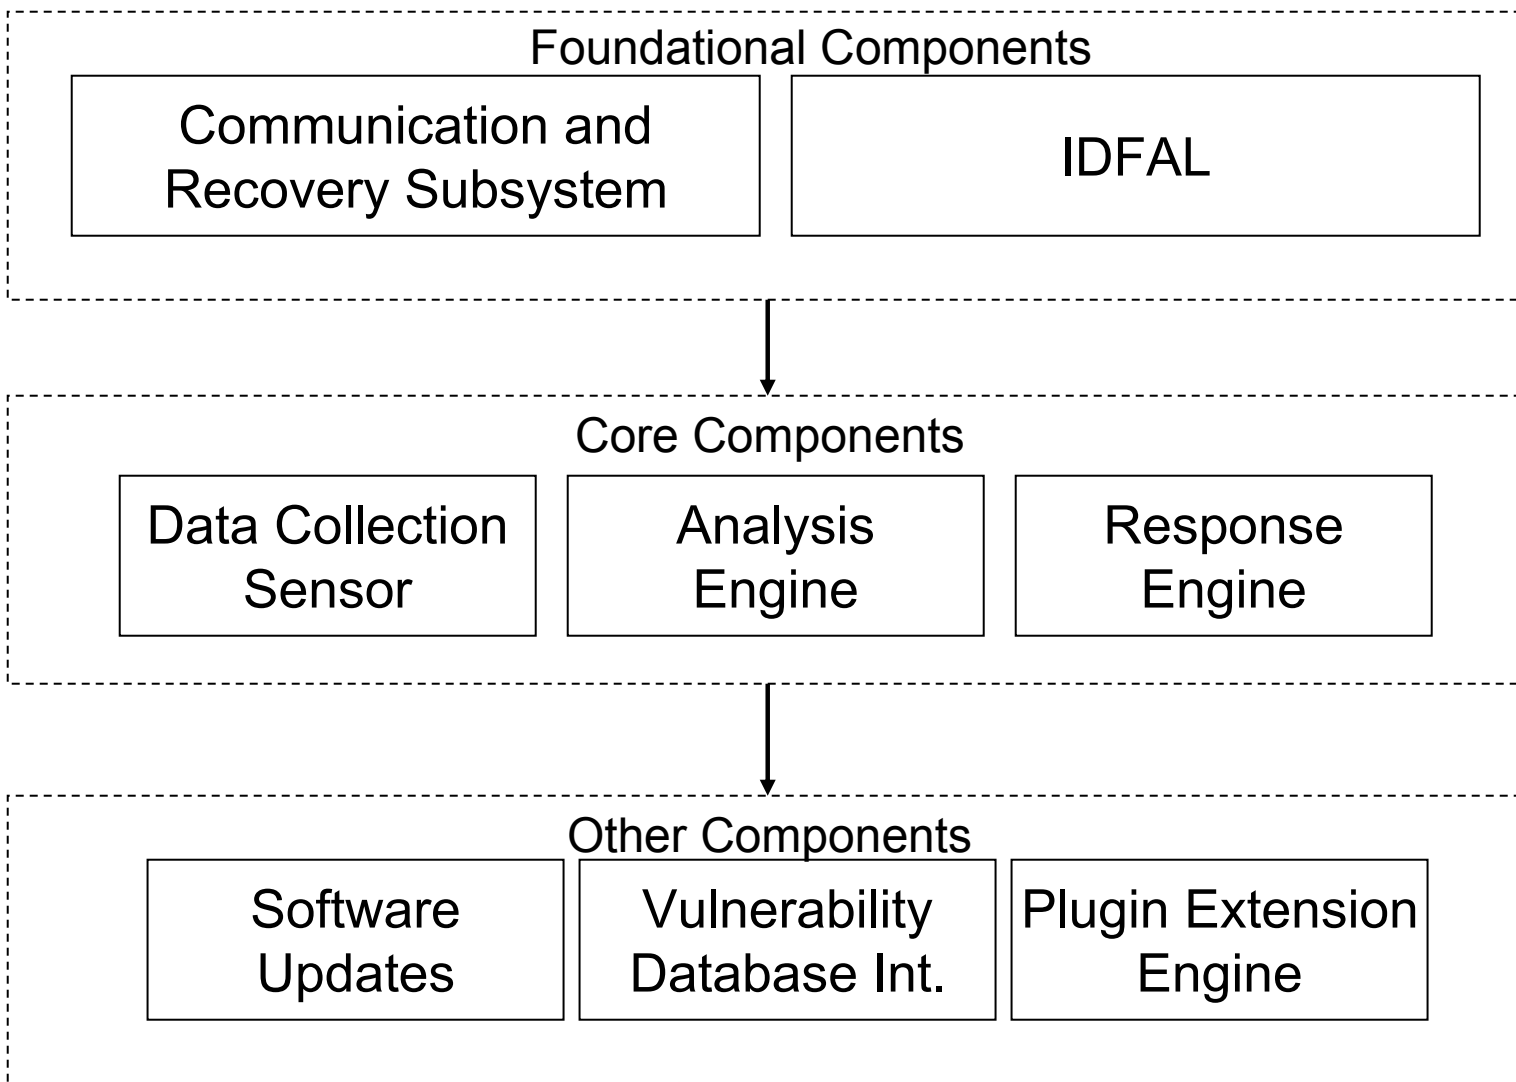 Foundational Components
Communication and
Recovery Subsystem
IDFAL
Core Components
Data Collection
Sensor
Analysis
Engine
Response
Engine
Other Components
Software
Updates
Vulnerability
Database Int.
Plugin Extension
Engine